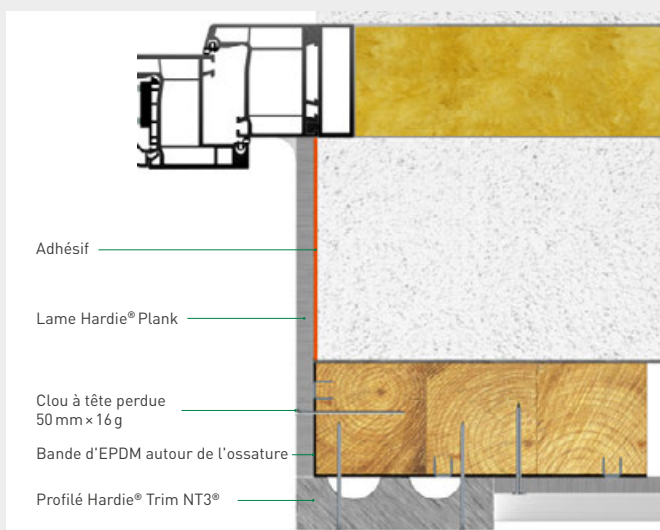 Adhésif
Lame Hardie® Plank
Clou à tête perdue
50 mm × 16 g
Bande d'EPDM autour de l'ossature
Profilé Hardie® Trim NT3®